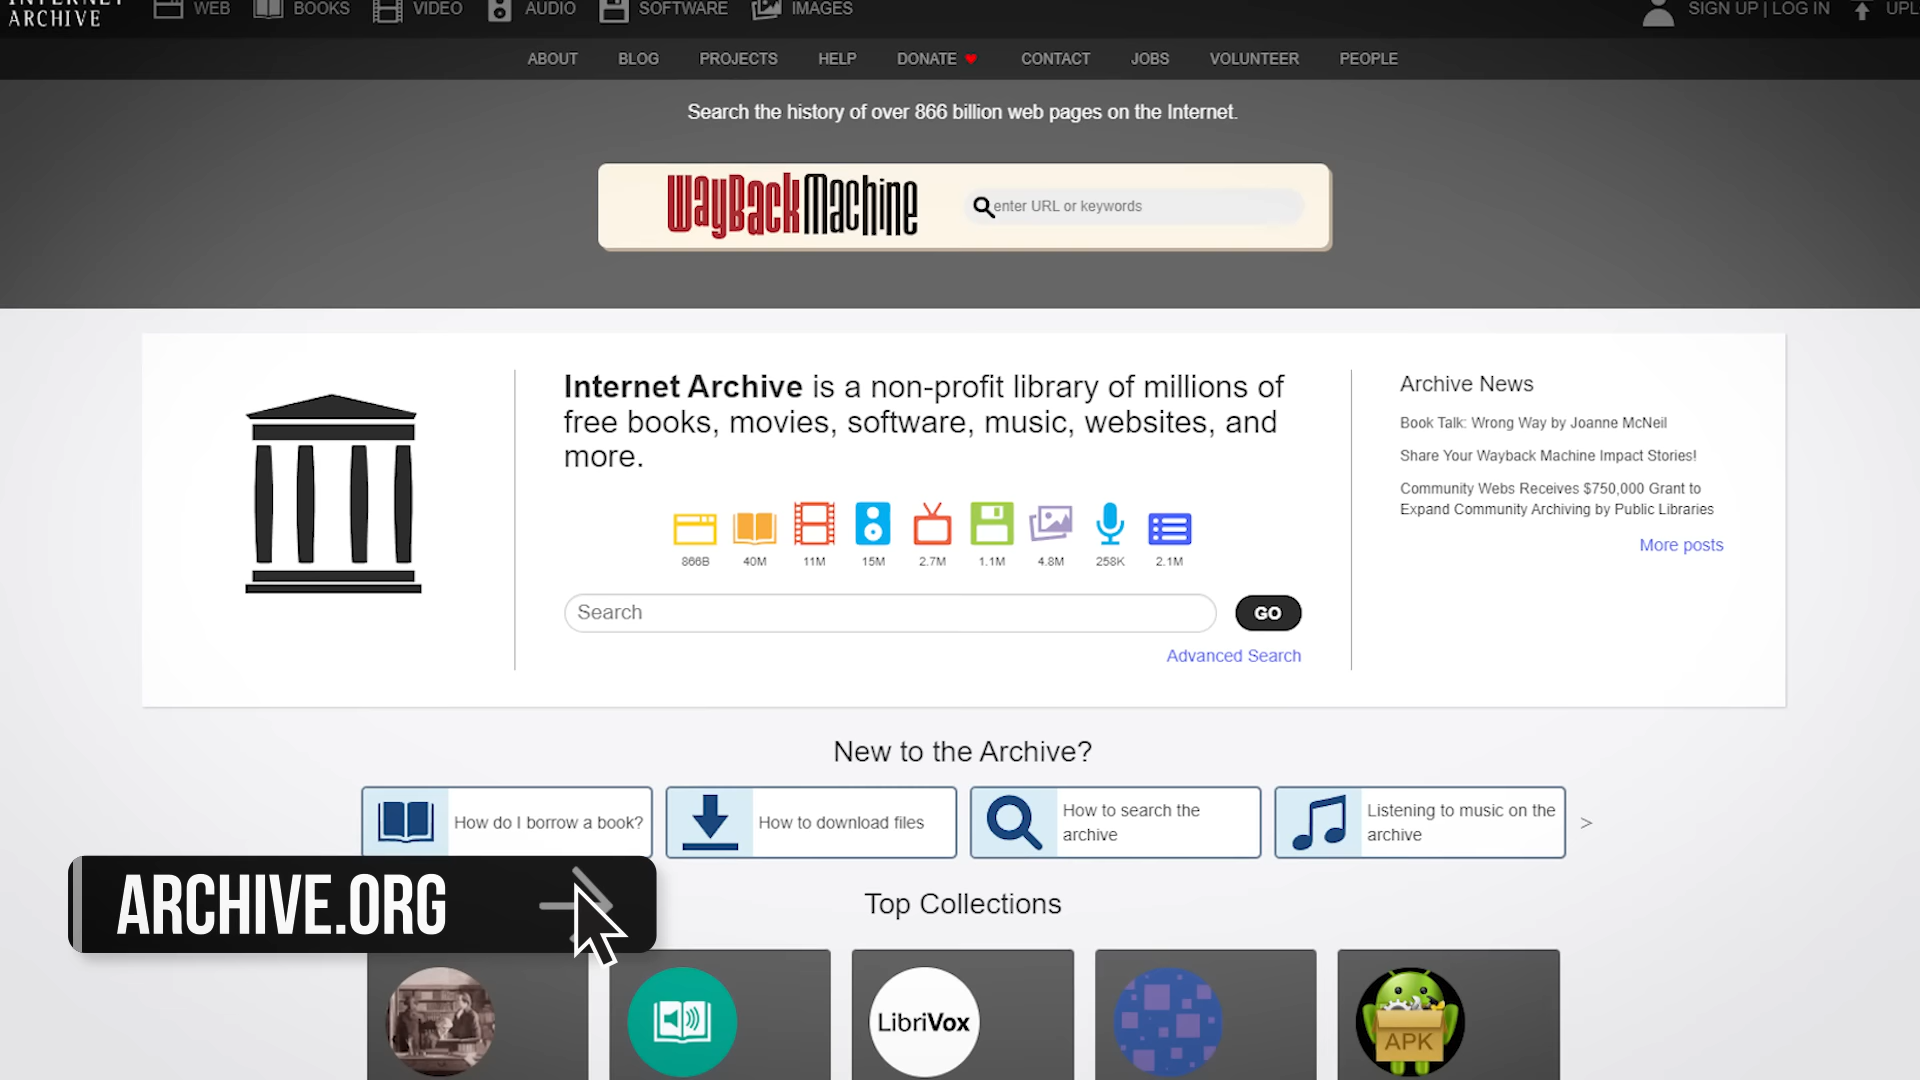 INTERNET
ARCHIVE
WEB
BOOKS
VIDEO
AUDIO
SOFTWARE
IMAGES
SIGN UP | LOG IN
UPL
ABOUT
BLOG
PROJECTS
HELP
DONATE
CONTACT
JOBS
VOLUNTEER
PEOPLE
Search the history of over 866 billion web pages on the Internet.
WayBackMachine
enter URL or keywords
Internet Archive is a non-profit library of millions of
free books, movies, software, music, websites, and
more.
866B
40M
11M
15M
2.7M
1.1M
4.8M
258K
2.1M
Search
GO
Advanced Search
Archive News
Book Talk: Wrong Way by Joanne McNeil
Share Your Wayback Machine Impact Stories!
Community Webs Receives $750,000 Grant to
Expand Community Archiving by Public Libraries
More posts
New to the Archive?
How do I borrow a book?
How to download files
How to search the
archive
Listening to music on the
archive
>
ARCHIVE.ORG
Top Collections
LibriVox
APK